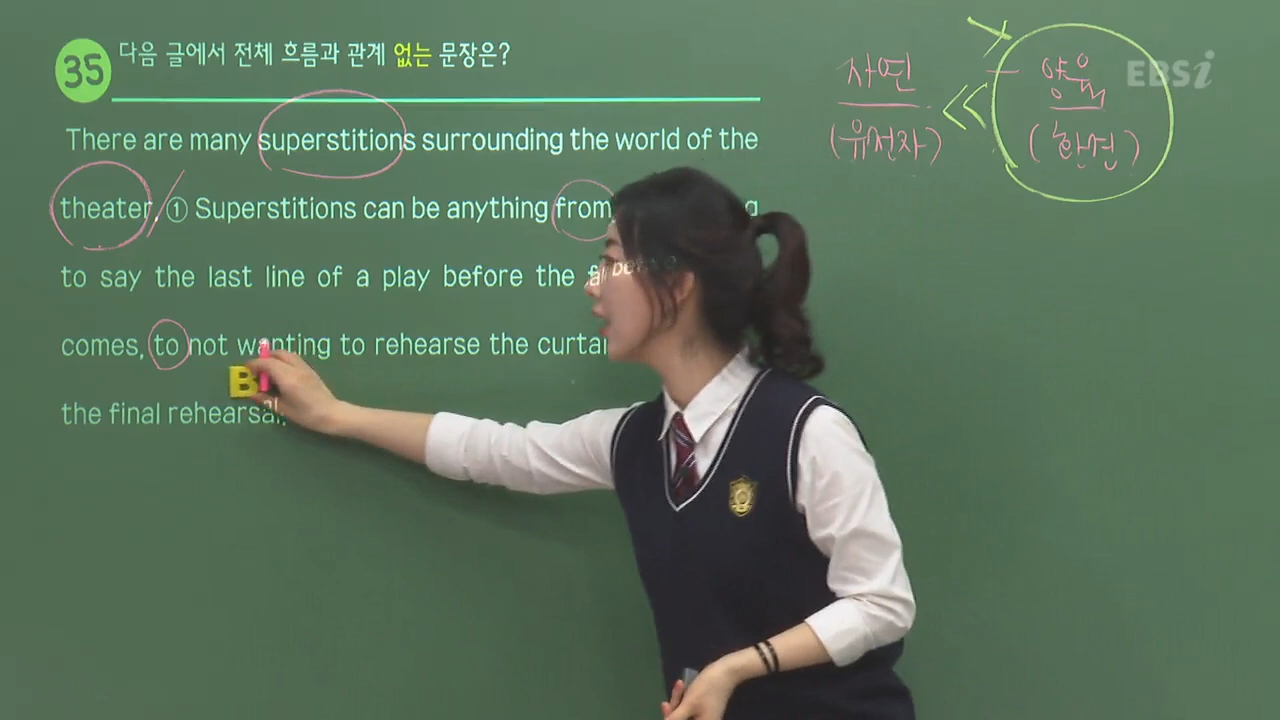 35 다음 글에서 전체 흐름과 관계 없는 문장은?
There are many superstitions surrounding the world of the
theater. ① Superstitions can be anything from
to say the last line of a play before the
comes, to not wanting to rehearse the
the final rehearsal.
B
자연
(유전자)
<<
양육
(환경)
EBSi